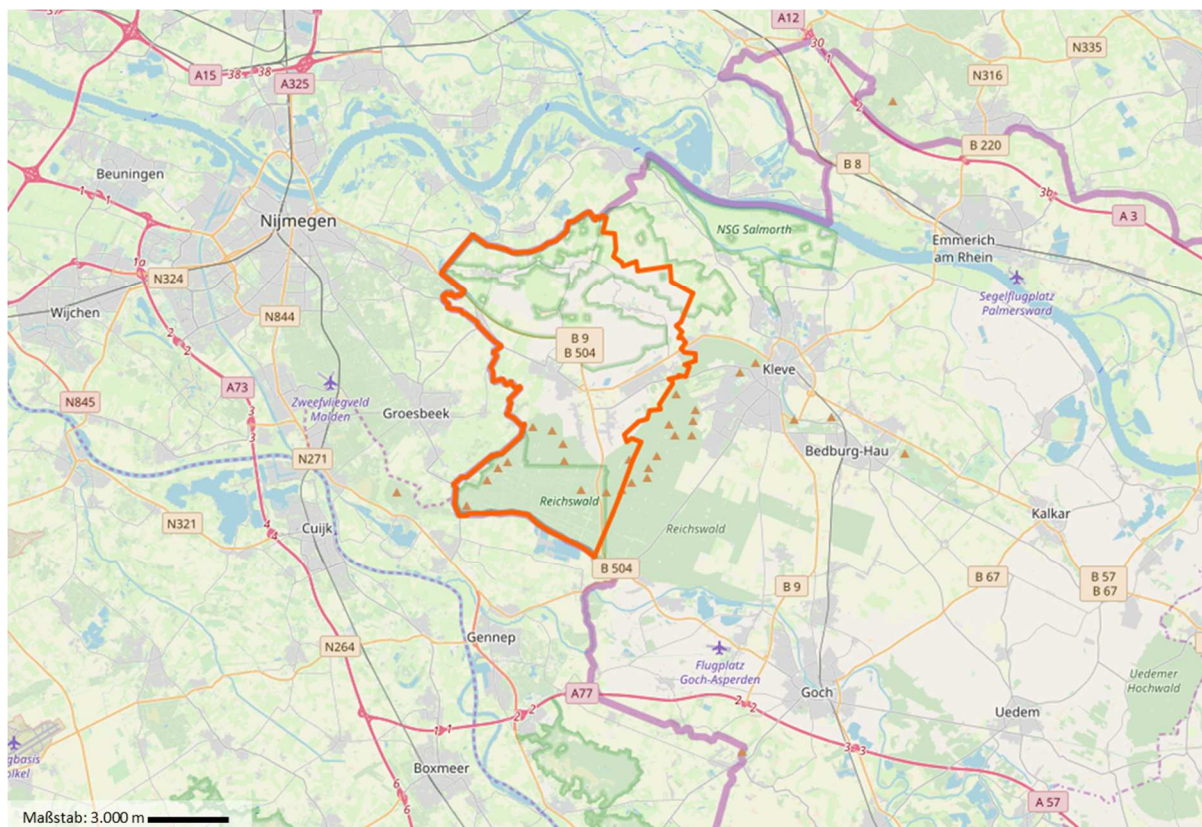 A12
30
1
N335
37
A15
38
38
A325
N316
2
B 220
Beuningen
1
1
B 8
3b
Nijmegen
A 3
NSG Salmorth
Emmerich
am Rhein
1a
N324
Segelflugplatz
Palmersward
Wijchen
N844
2
2
B 9
B 504
Kleve
A73
Zweefvliegveld
Malden
N845
3
3
Groesbeek
N271
Bedburg-Hau
Reichswald
N321
4
4
Cuijk
Reichswald
Kalkar
B 504
B 9
B 67
B 57
B 67
Gennep
N264
Flugplatz
Goch-Asperden
Uedemer
Hochwald
A77
2
2
2
2
Goch
Uedem
1
1
3
3
gbasis
olkel
Boxmeer
6
6
A 57
Maßstab: 3.000 m